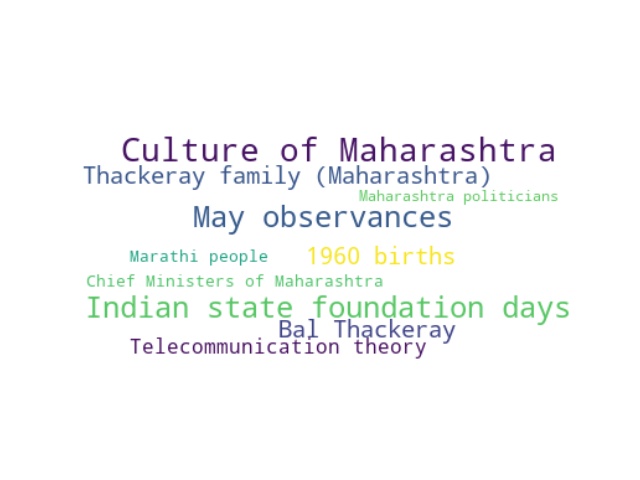 Culture of Maharashtra
Thackeray family (Maharashtra)
Maharashtra politicians
May observances
Marathi people
1960 births
Chief Ministers of Maharashtra
Indian state foundation days
Bal Thackeray
Telecommunication theory